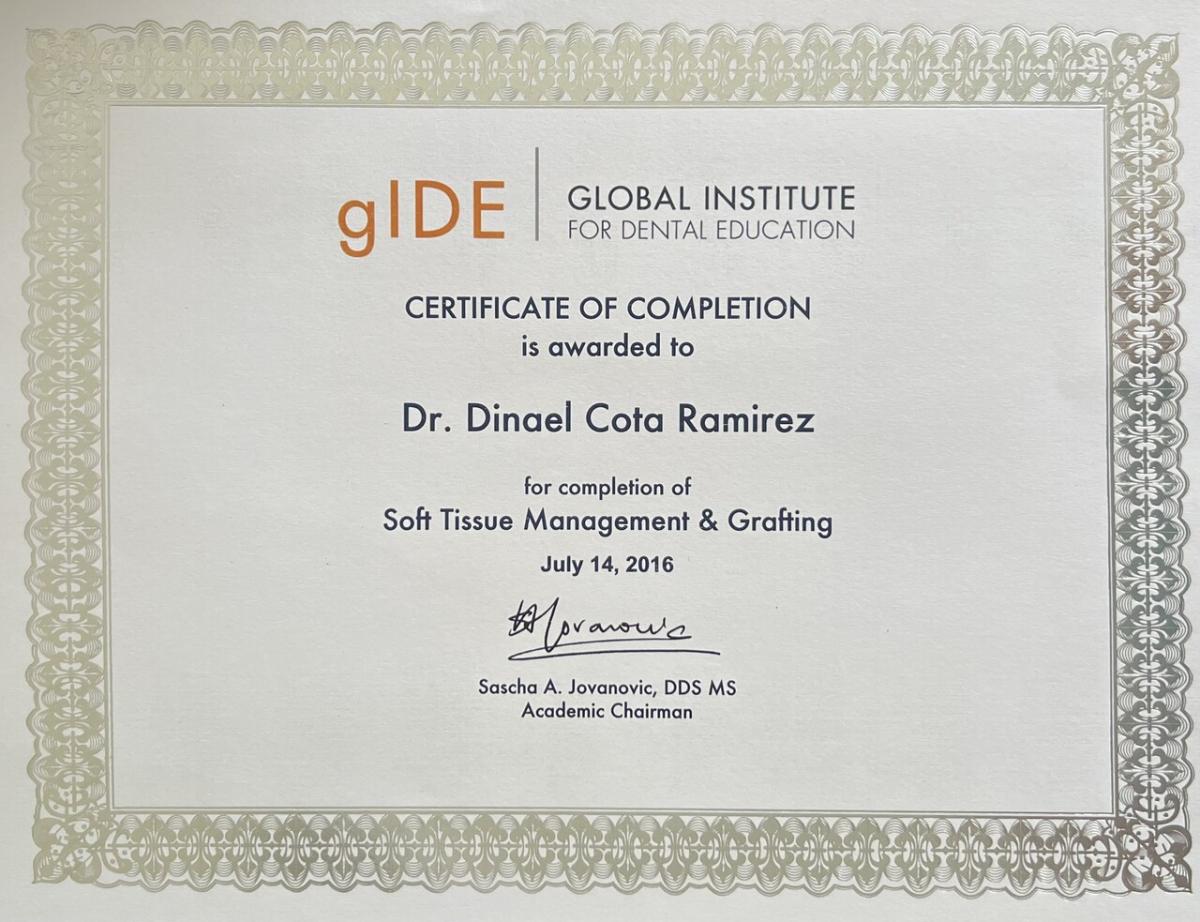 gIDE
GLOBAL INSTITUTE
FOR DENTAL EDUCATION
CERTIFICATE OF COMPLETION
is awarded to
Dr. Dinael Cota Ramirez
for completion of
Soft Tissue Management & Grafting
July 14, 2016
Sascha A. Jovanovic, DDS MS
Academic Chairman